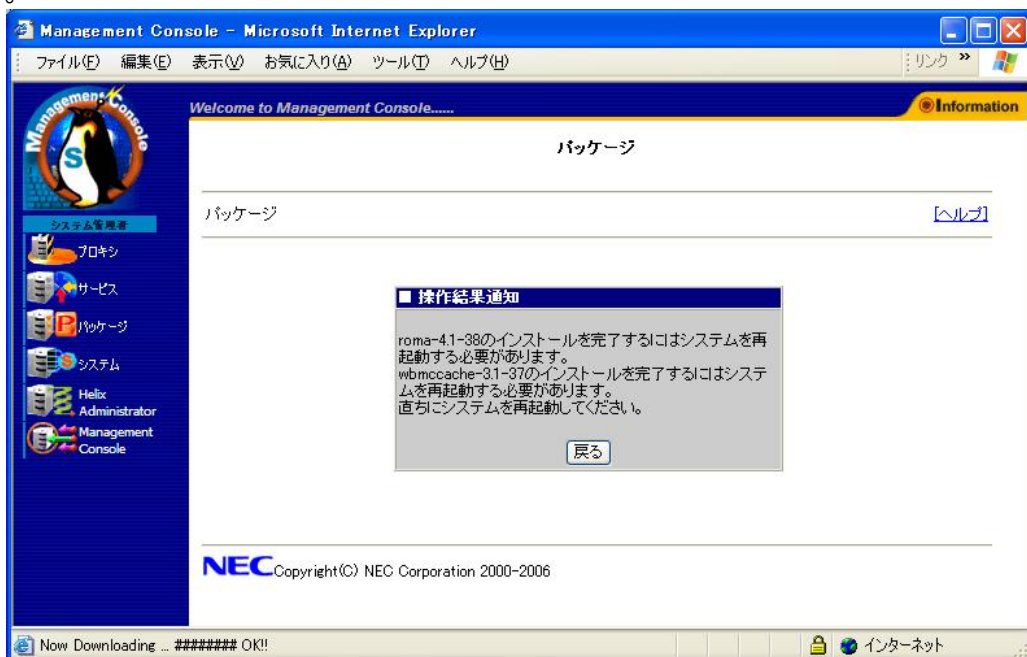 。
Management Console - Microsoft Internet Explorer
ファイル(F) 編集(E) 表示(V) お気に入り(A) ツール(T) ヘルプ(H)
リンク »
Management Console
S
Welcome to Management Console......
Information
パッケージ
システム管理者
パッケージ
[ヘルプ]
プロキシ
サービス
P パッケージ
システム
Helix
Administrator
Management
Console
■ 操作結果通知
roma-4.1-38のインストールを完了するにはシステムを再
起動する必要があります。
wbmccache-3.1-37のインストールを完了するにはシステ
ムを再起動する必要があります。
直ちにシステムを再起動してください。
戻る
NEC Copyright(C) NEC Corporation 2000-2006
Now Downloading ... ######## OK!!
インターネット